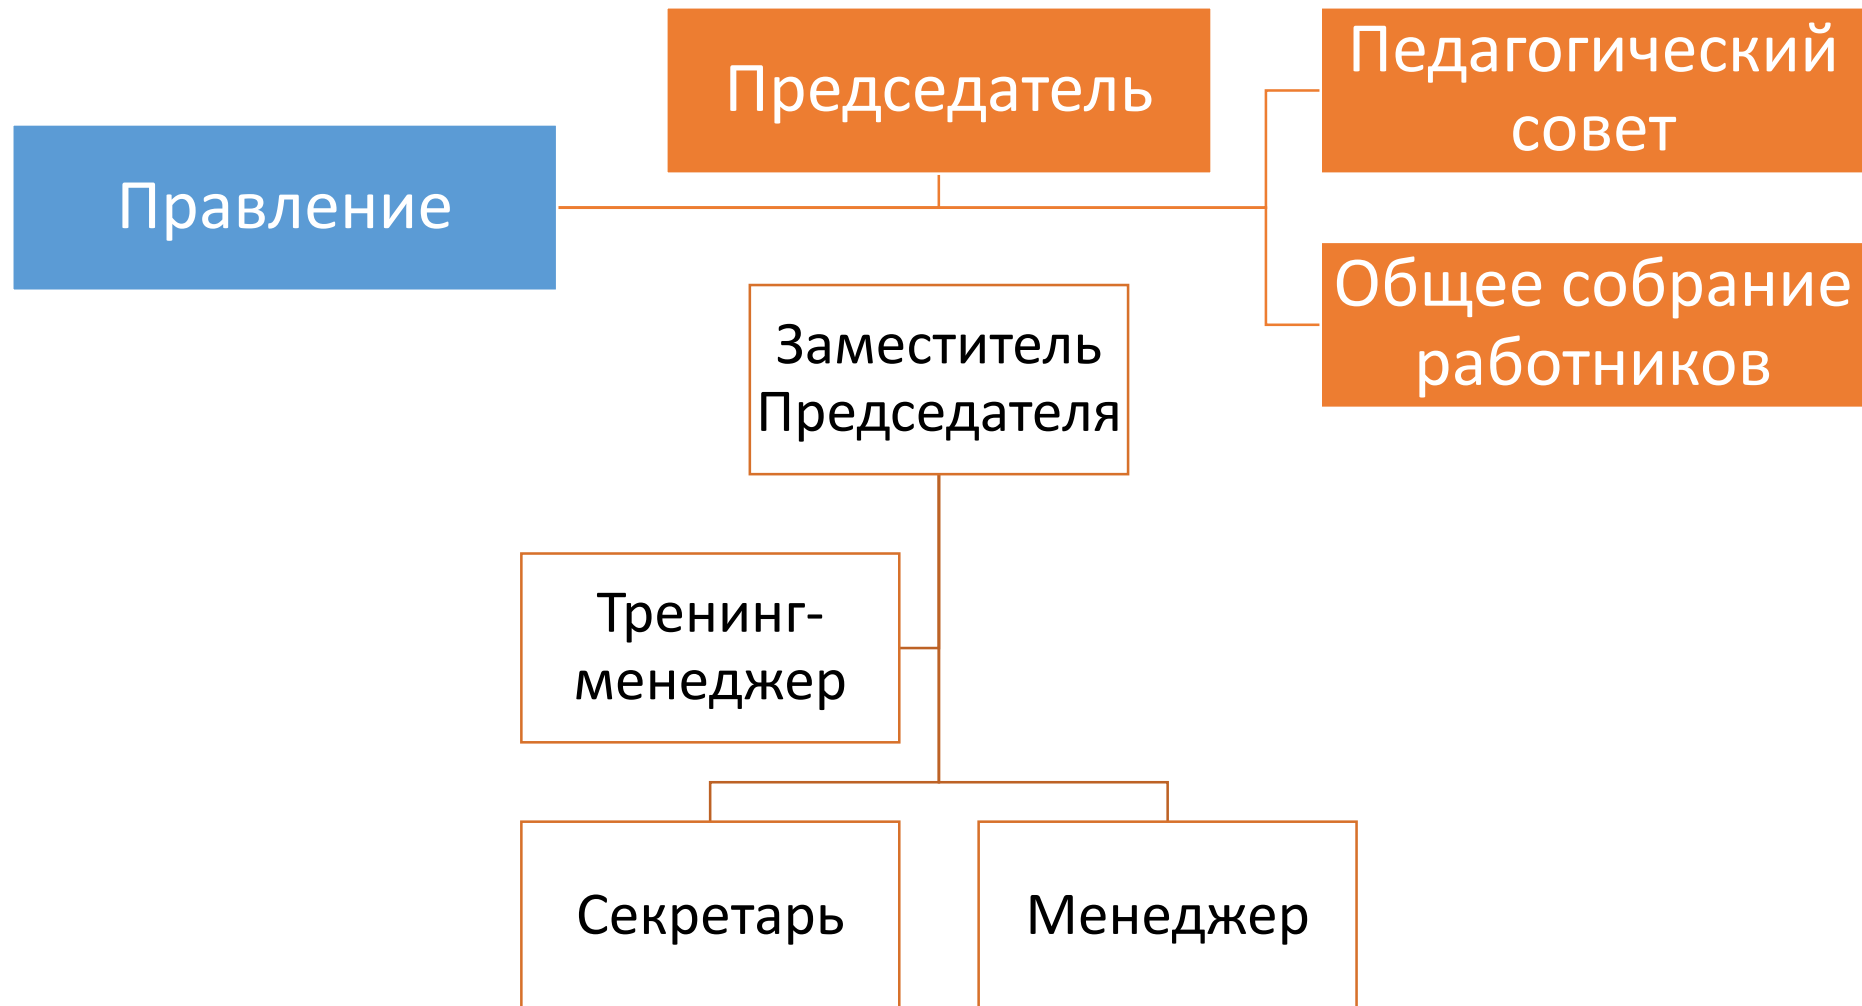 Председатель
Педагогический
совет
Правление
Общее собрание
работников
Заместитель
Председателя
Тренинг-
менеджер
Секретарь
Менеджер